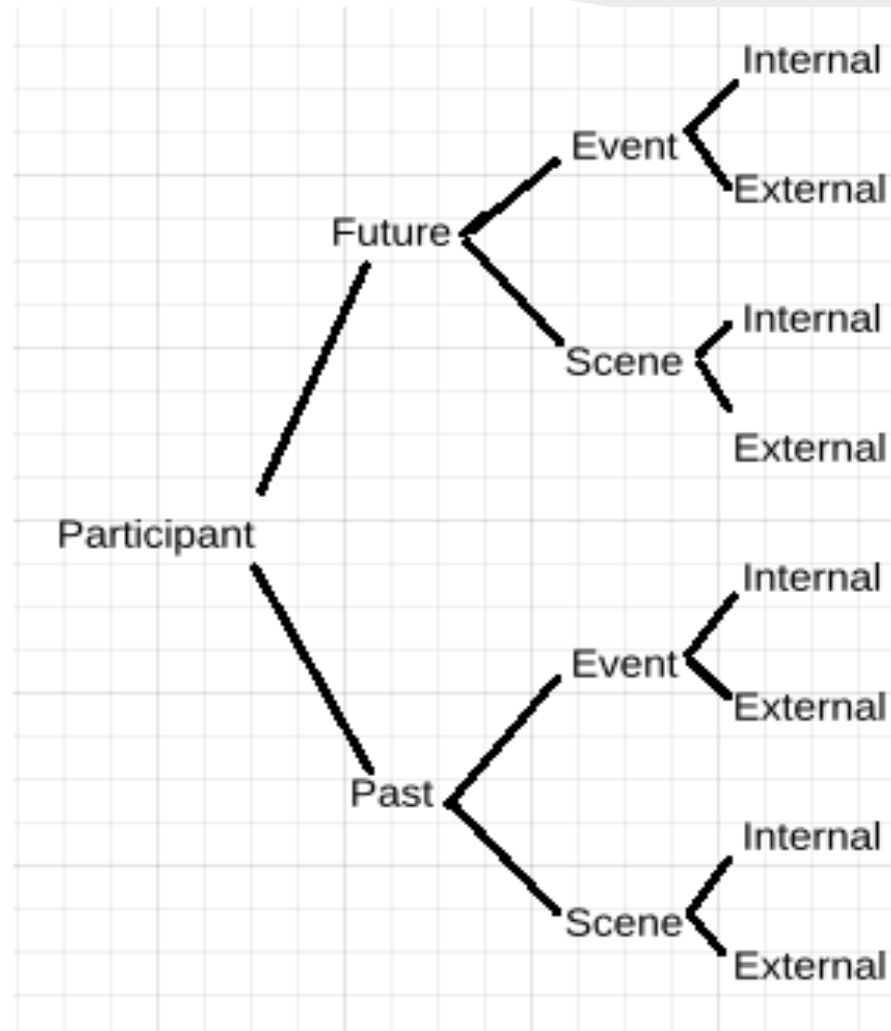 Internal
Event
External
Future
Internal
Scene
External
Participant
Internal
Event
External
Past
Internal
Scene
External